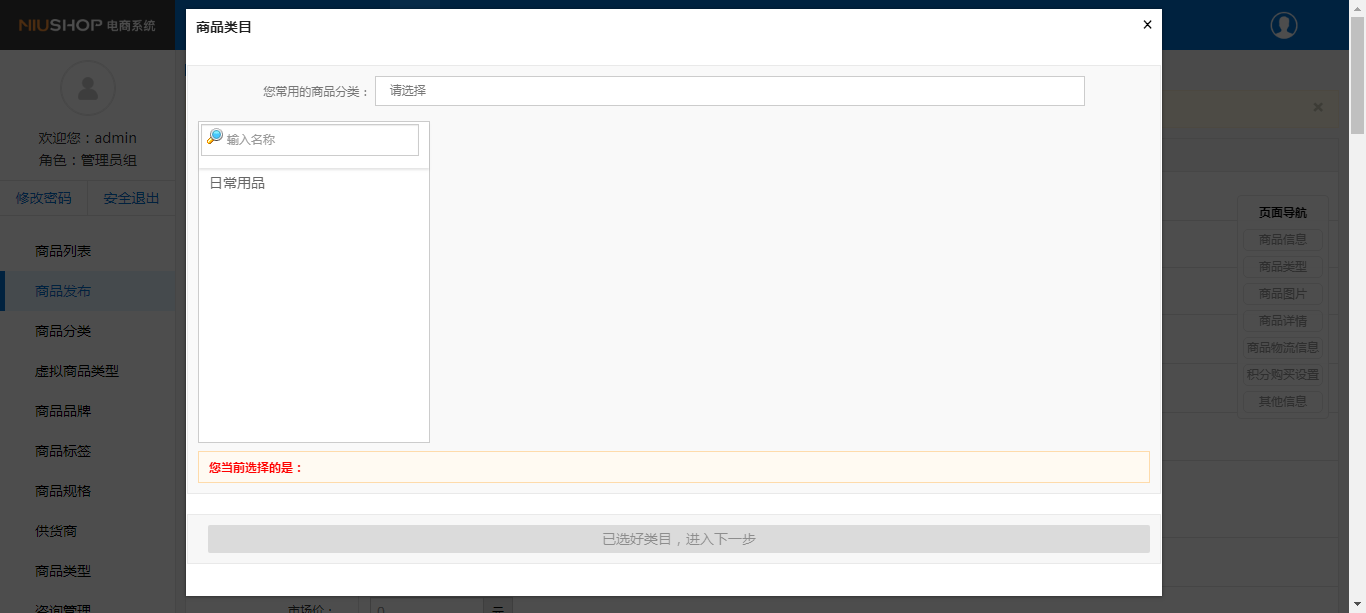 NIUSHOP 电商系统
欢迎您：admin
角色：管理员组
修改密码
安全退出
商品列表
商品发布
商品分类
虚拟商品类型
商品品牌
商品标签
商品规格
供货商
商品类型
咨询管理
商品类目
×
您常用的商品分类：
请选择
输入名称
日常用品
您当前选择的是：
已选好类目，进入下一步
市场价：
0
元
×
页面导航
商品信息
商品类型
商品图片
商品详情
商品物流信息
积分购买设置
其他信息